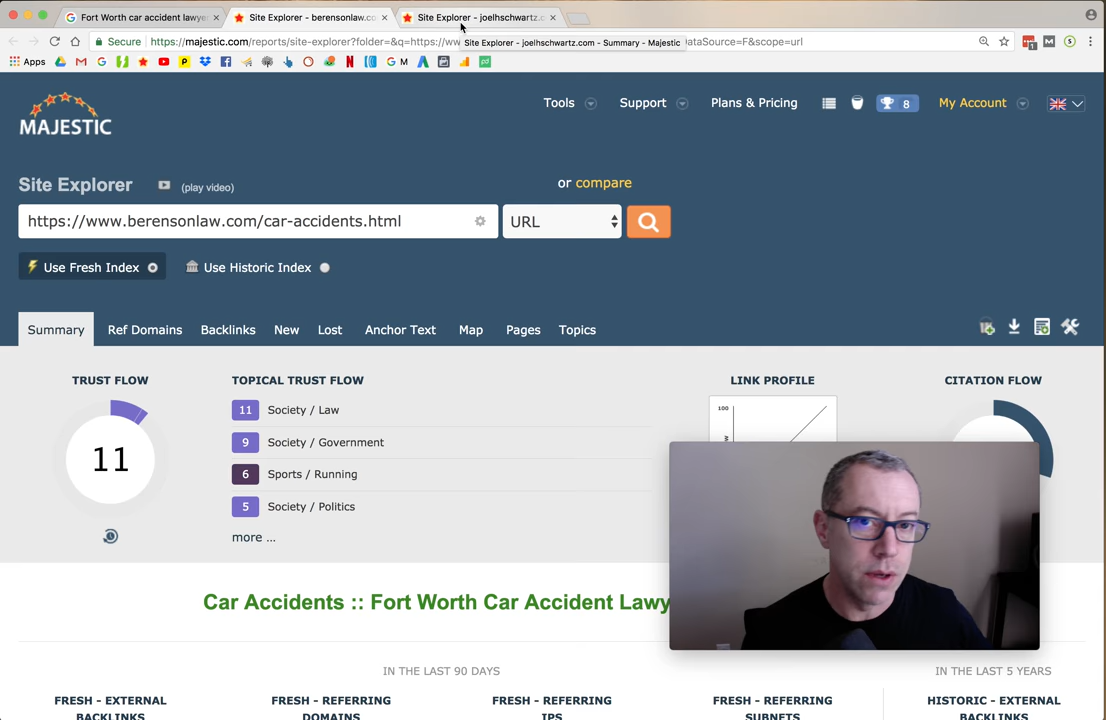 Fort Worth car accident lawye
Site Explorer - berensonlaw.co
Site Explorer - joelhschwartz.c
Secure
https://majestic.com/reports/site-explorer?folder=&q=https://ww
Site Explorer - joelhschwartz.com - Summary - Majestic
ataSource=F&scope=url
Apps
G M
MAJESTIC
Tools
Support
Plans & Pricing
8
My Account
Site Explorer
(play video)
or compare
https://www.berensonlaw.com/car-accidents.html
URL
Use Fresh Index
Use Historic Index
Summary
Ref Domains
Backlinks
New
Lost
Anchor Text
Map
Pages
Topics
TRUST FLOW
11
TOPICAL TRUST FLOW
11 Society / Law
9 Society / Government
6 Sports / Running
5 Society / Politics
more ...
LINK PROFILE
100
CITATION FLOW
Car Accidents :: Fort Worth Car Accident Lawy
IN THE LAST 90 DAYS
IN THE LAST 5 YEARS
FRESH - EXTERNAL
BACKLINKS
FRESH - REFERRING
DOMAINS
FRESH - REFERRING
IPS
FRESH - REFERRING
SUBNETS
HISTORIC - EXTERNAL
BACKLINKS